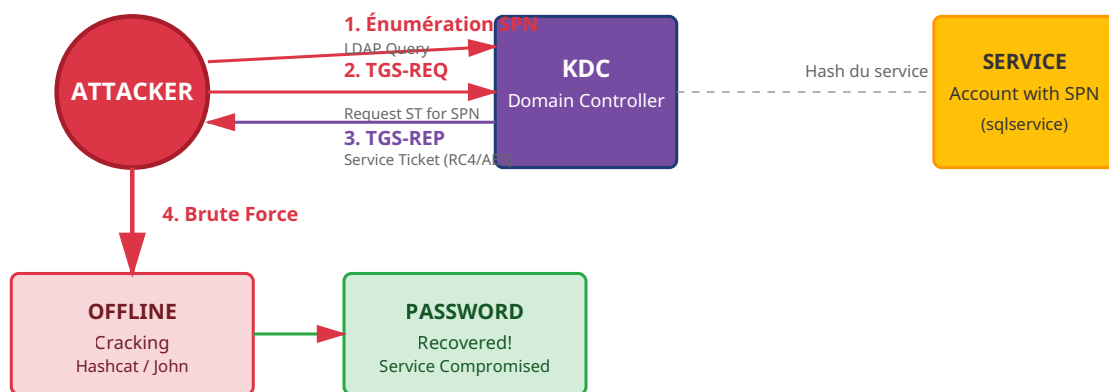 1. Énumération SPN
LDAP Query
2. TGS-REQ
ATTACKER
Request ST for SPN
3. TGS-REP
Service Ticket (RC4/AES)
KDC
Domain Controller
Hash du service
SERVICE
Account with SPN
(sqlservice)
4. Brute Force
OFFLINE
Cracking
Hashcat / John
PASSWORD
Recovered!
Service Compromised